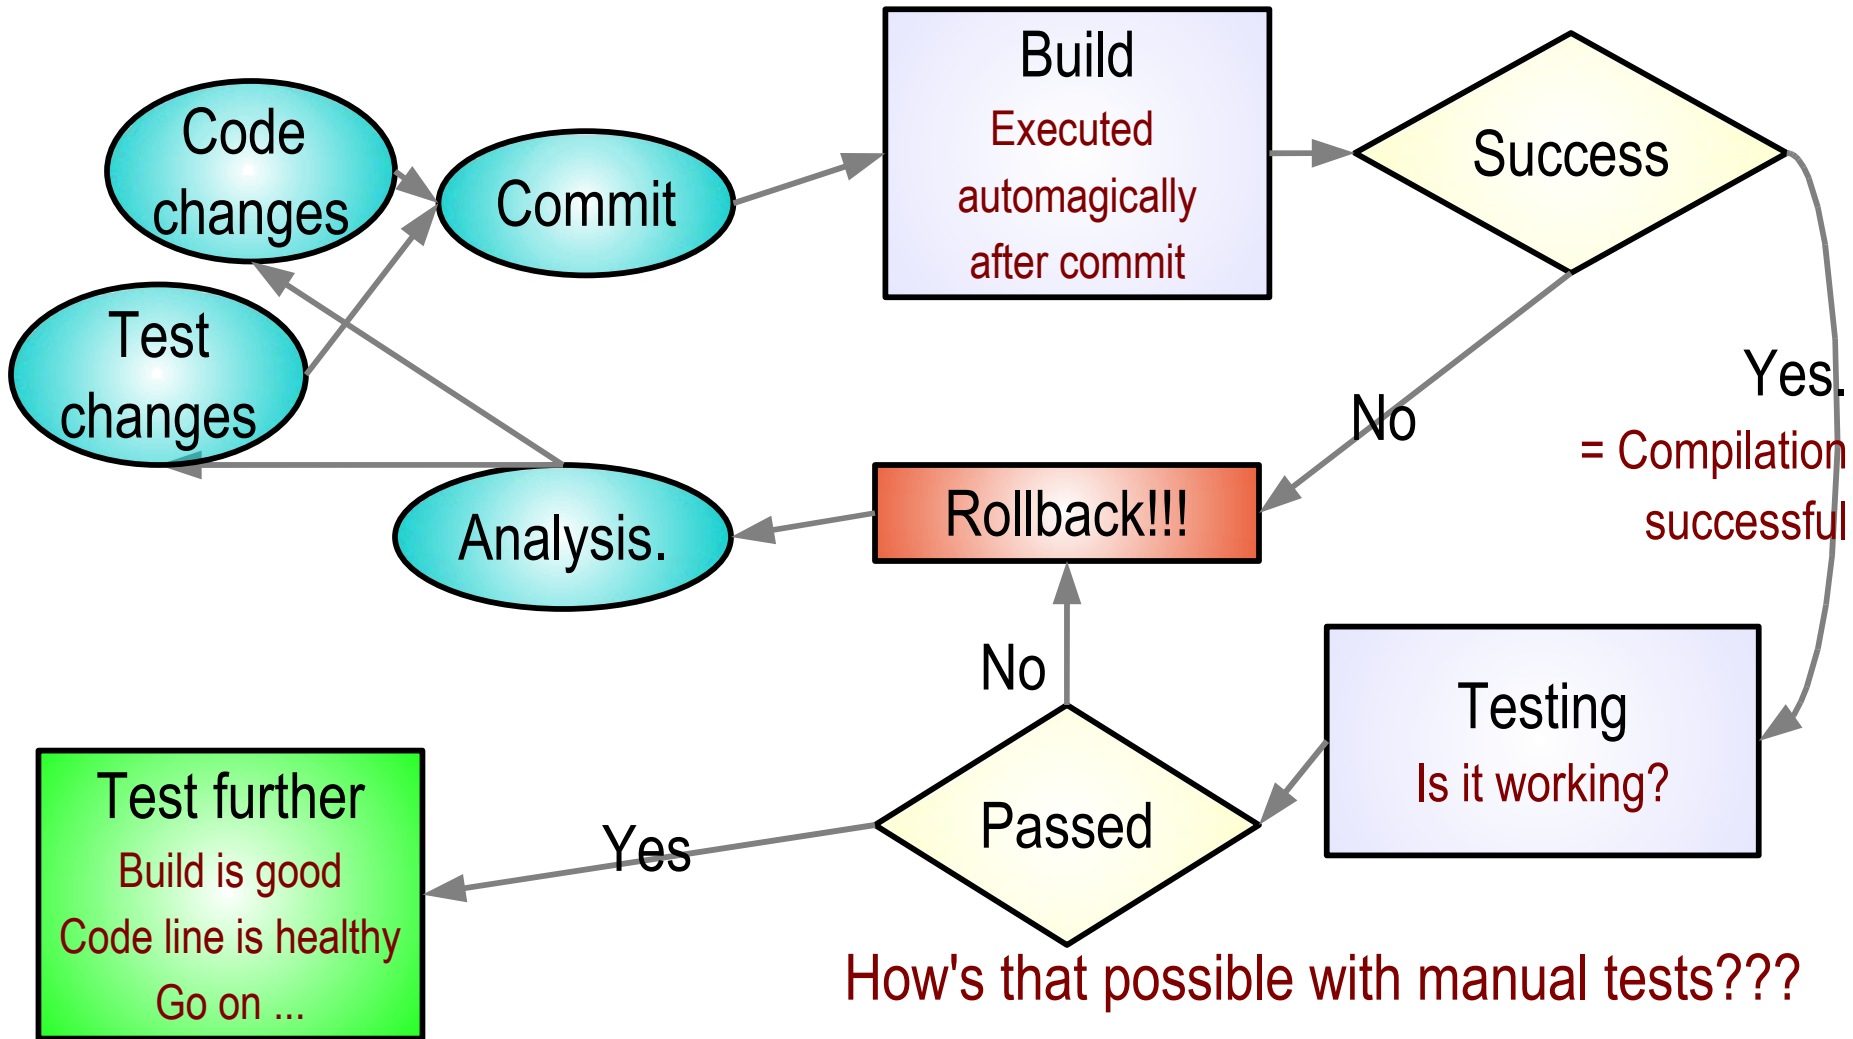 Code
changes
Commit
Build
Executed
automagically
after commit
Success
Test
changes
No
Yes.
= Compilation
successful
Rollback!!!
Analysis.
No
Testing
Is it working?
Passed
Yes
Test further
Build is good
Code line is healthy
Go on ...
How's that possible with manual tests???